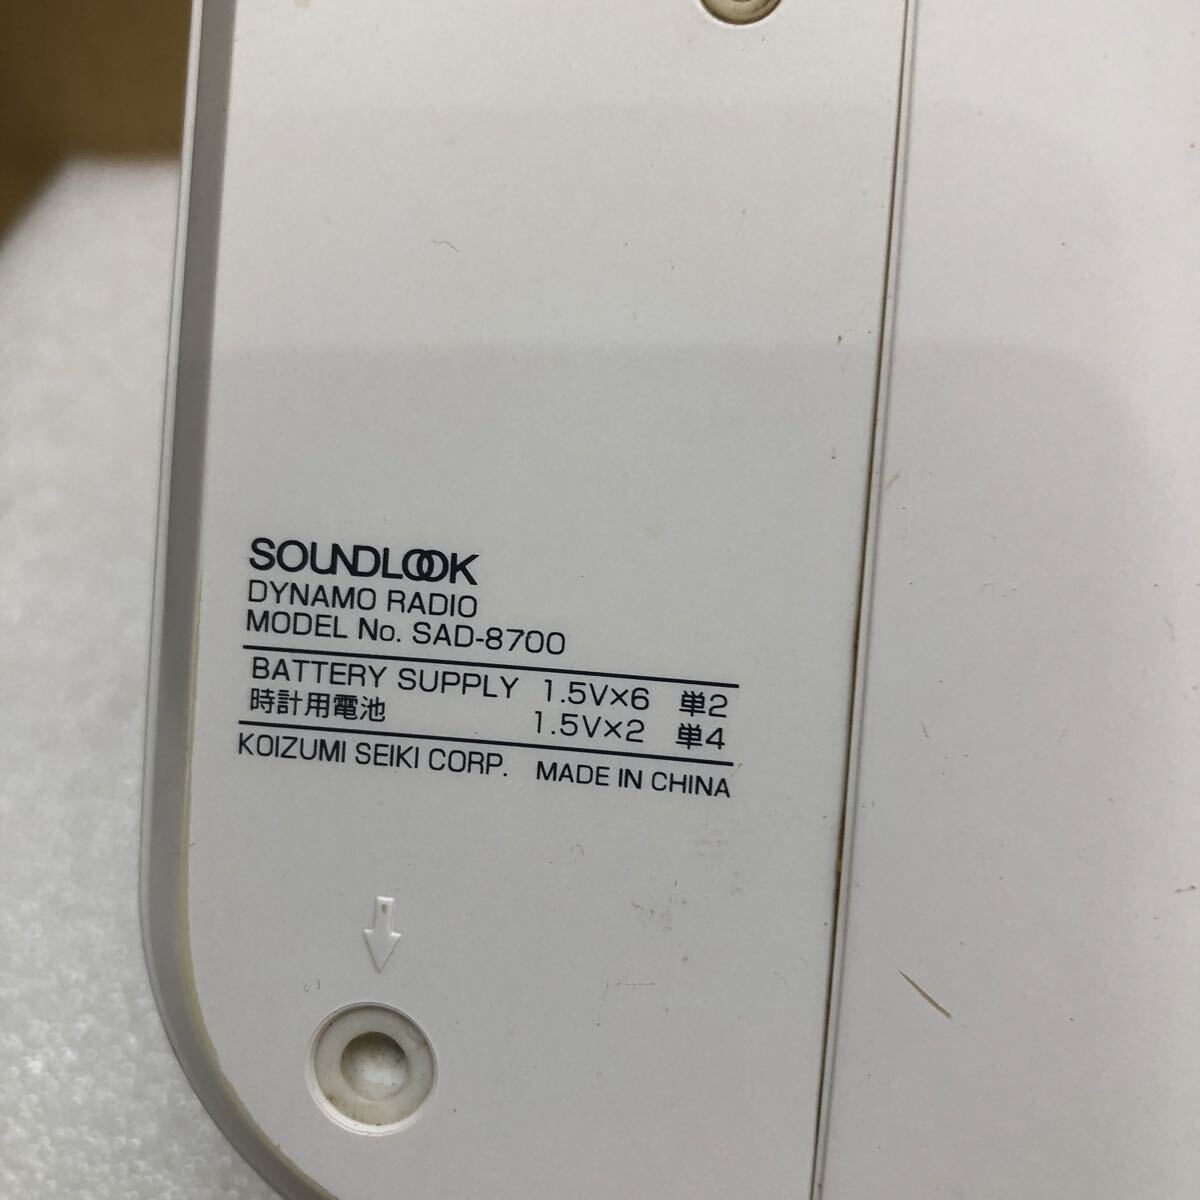 SOUNDLOOK
DYNAMO RADIO
MODEL No. SAD-8700
BATTERY SUPPLY 1.5V×6 単2
時計用電池 1.5V×2 単4
KOIZUMI SEIKI CORP. MADE IN CHINA